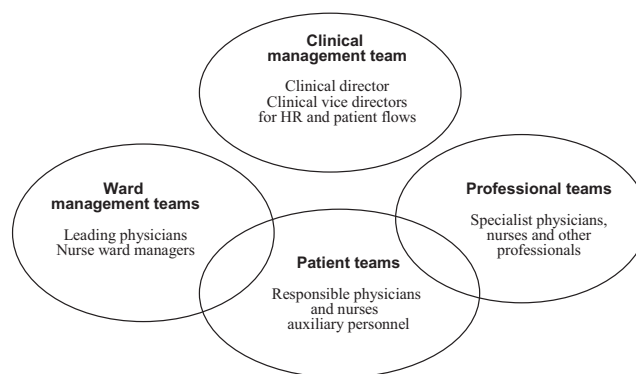 Clinical
management team
Clinical director
Clinical vice directors
for HR and patient flows
Ward
management teams
Leading physicians
Nurse ward managers
Professional teams
Specialist physicians,
nurses and other
professionals
Patient teams
Responsible physicians
and nurses
auxiliary personnel